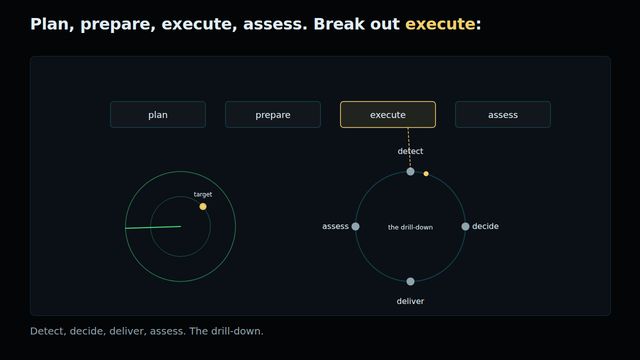 Plan, prepare, execute, assess. Break out execute:
plan
prepare
execute
assess
detect
target
assess
the drill-down
decide
deliver
Detect, decide, deliver, assess. The drill-down.